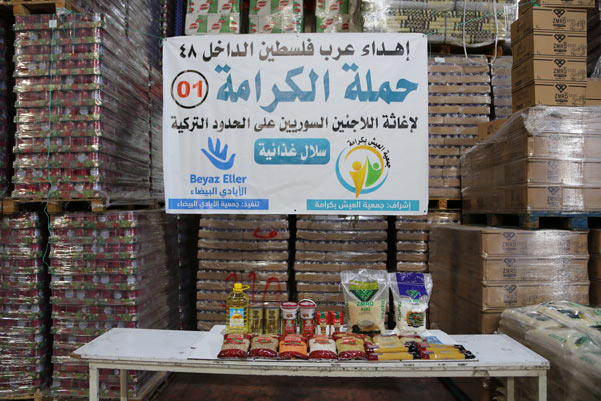 إهداء عرب فلسطين الداخل ٤٨
حملة الكرامة
01
لإغاثة اللاجئين السوريين على الحدود التركية
سلال غذائية
Beyaz Eller
الأيادي البيضاء
تنفيذ: جمعية الأيادي البيضاء
جمعية العيش بكرامة
إشراف: جمعية العيش بكرامة